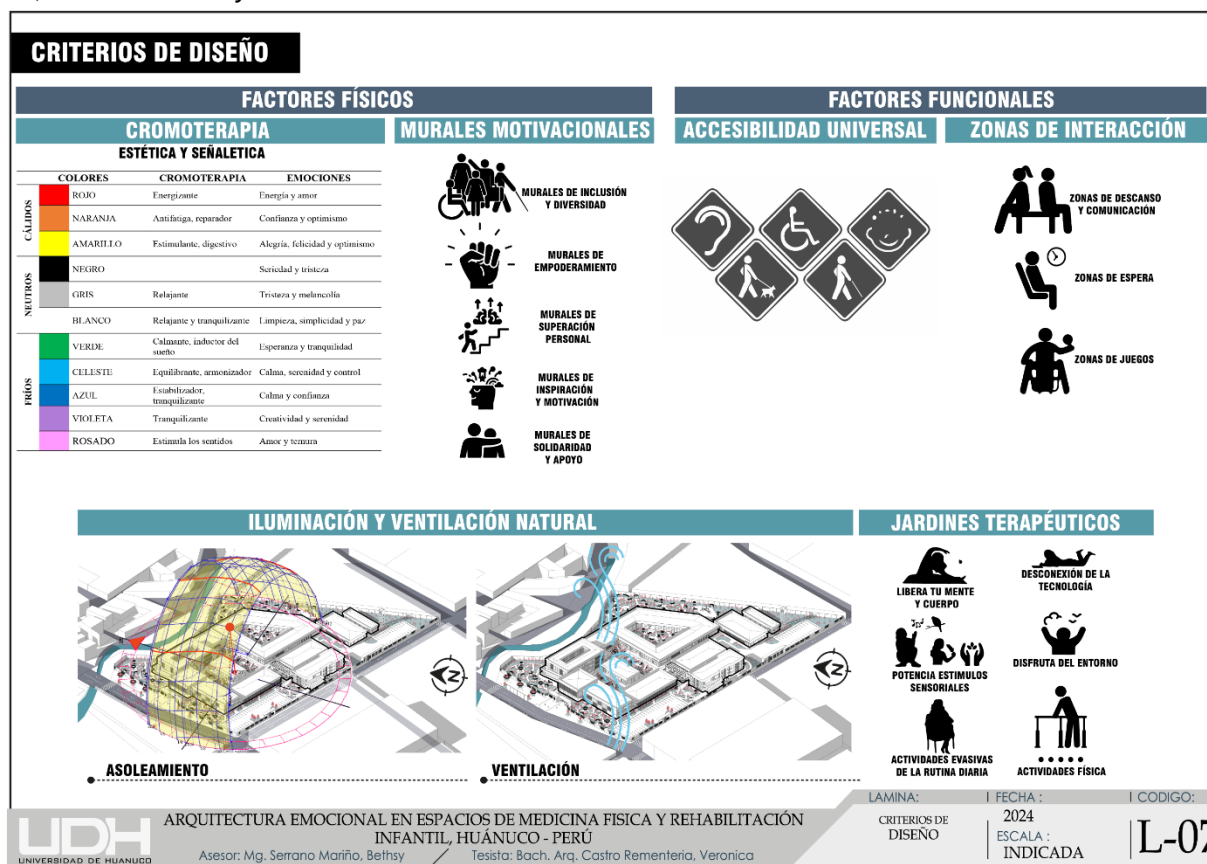 CRITERIOS DE DISEÑO
FACTORES FÍSICOS
FACTORES FUNCIONALES
CROMOTERAPIA
MURALES MOTIVACIONALES
ACCESIBILIDAD UNIVERSAL
ZONAS DE INTERACCIÓN
ESTÉTICA Y SEÑALETICA
COLORES CROMOTERAPIA EMOCIONES
CÁLIDOS
ROJO Energizante Energía y amor
NARANJA Antifatiga, reparador Confianza y optimismo
AMARILLO Estimulante, digestivo Alegría, felicidad y optimismo
NEUTROS
NEGRO Seriedad y tristeza
GRIS Relajante Tristeza y melancolía
BLANCO Relajante y tranquilizante Limpieza, simplicidad y paz
FRÍOS
VERDE Calmante, inductor del sueño Esperanza y tranquilidad
CELESTE Equilibrante, armonizador Calma, serenidad y control
AZUL Estabilizador, tranquilizante Calma y confianza
VIOLETA Tranquilizante Creatividad y serenidad
ROSADO Estimula los sentidos Amor y ternura
MURALES DE INCLUSIÓN
Y DIVERSIDAD
MURALES DE
EMPODERAMIENTO
MURALES DE
SUPERACIÓN
PERSONAL
MURALES DE
INSPIRACIÓN
Y MOTIVACIÓN
MURALES DE
SOLIDARIDAD
Y APOYO
ZONAS DE DESCANSO
Y COMUNICACIÓN
ZONAS DE ESPERA
ZONAS DE JUEGOS
ILUMINACIÓN Y VENTILACIÓN NATURAL
JARDINES TERAPÉUTICOS
Z
Z
ASOLEAMIENTO
VENTILACIÓN
LIBERA TU MENTE
Y CUERPO
DESCONEXIÓN DE LA
TECNOLOGÍA
POTENCIA ESTIMULOS
SENSORIALES
DISFRUTA DEL ENTORNO
ACTIVIDADES EVASIVAS
DE LA RUTINA DIARIA
ACTIVIDADES FÍSICA
UDH
UNIVERSIDAD DE HUANUCO
ARQUITECTURA EMOCIONAL EN ESPACIOS DE MEDICINA FISICA Y REHABILITACIÓN
INFANTIL, HUÁNUCO - PERÚ
Asesor: Mg. Serrano Mariño, Bethsy / Tesista: Bach. Arq. Castro Rementeria, Veronica
LAMINA:
CRITERIOS DE
DISEÑO
FECHA :
2024
ESCALA :
INDICADA
CODIGO:
L-07